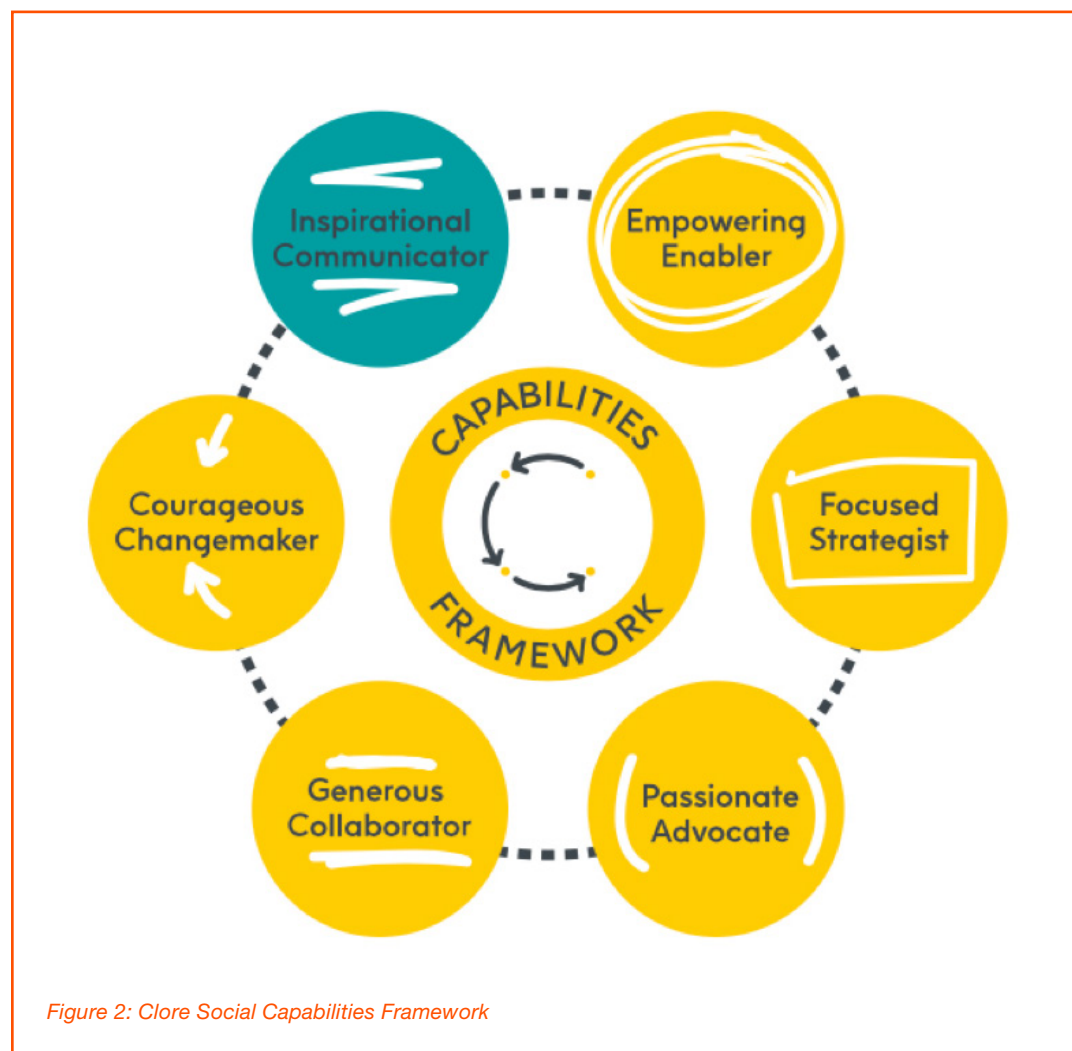 Inspirational
Communicator
Empowering
Enabler
CAPABILITIES
FRAMEWORK
Courageous
Changemaker
Focused
Strategist
Generous
Collaborator
Passionate
Advocate
Figure 2: Clore Social Capabilities Framework